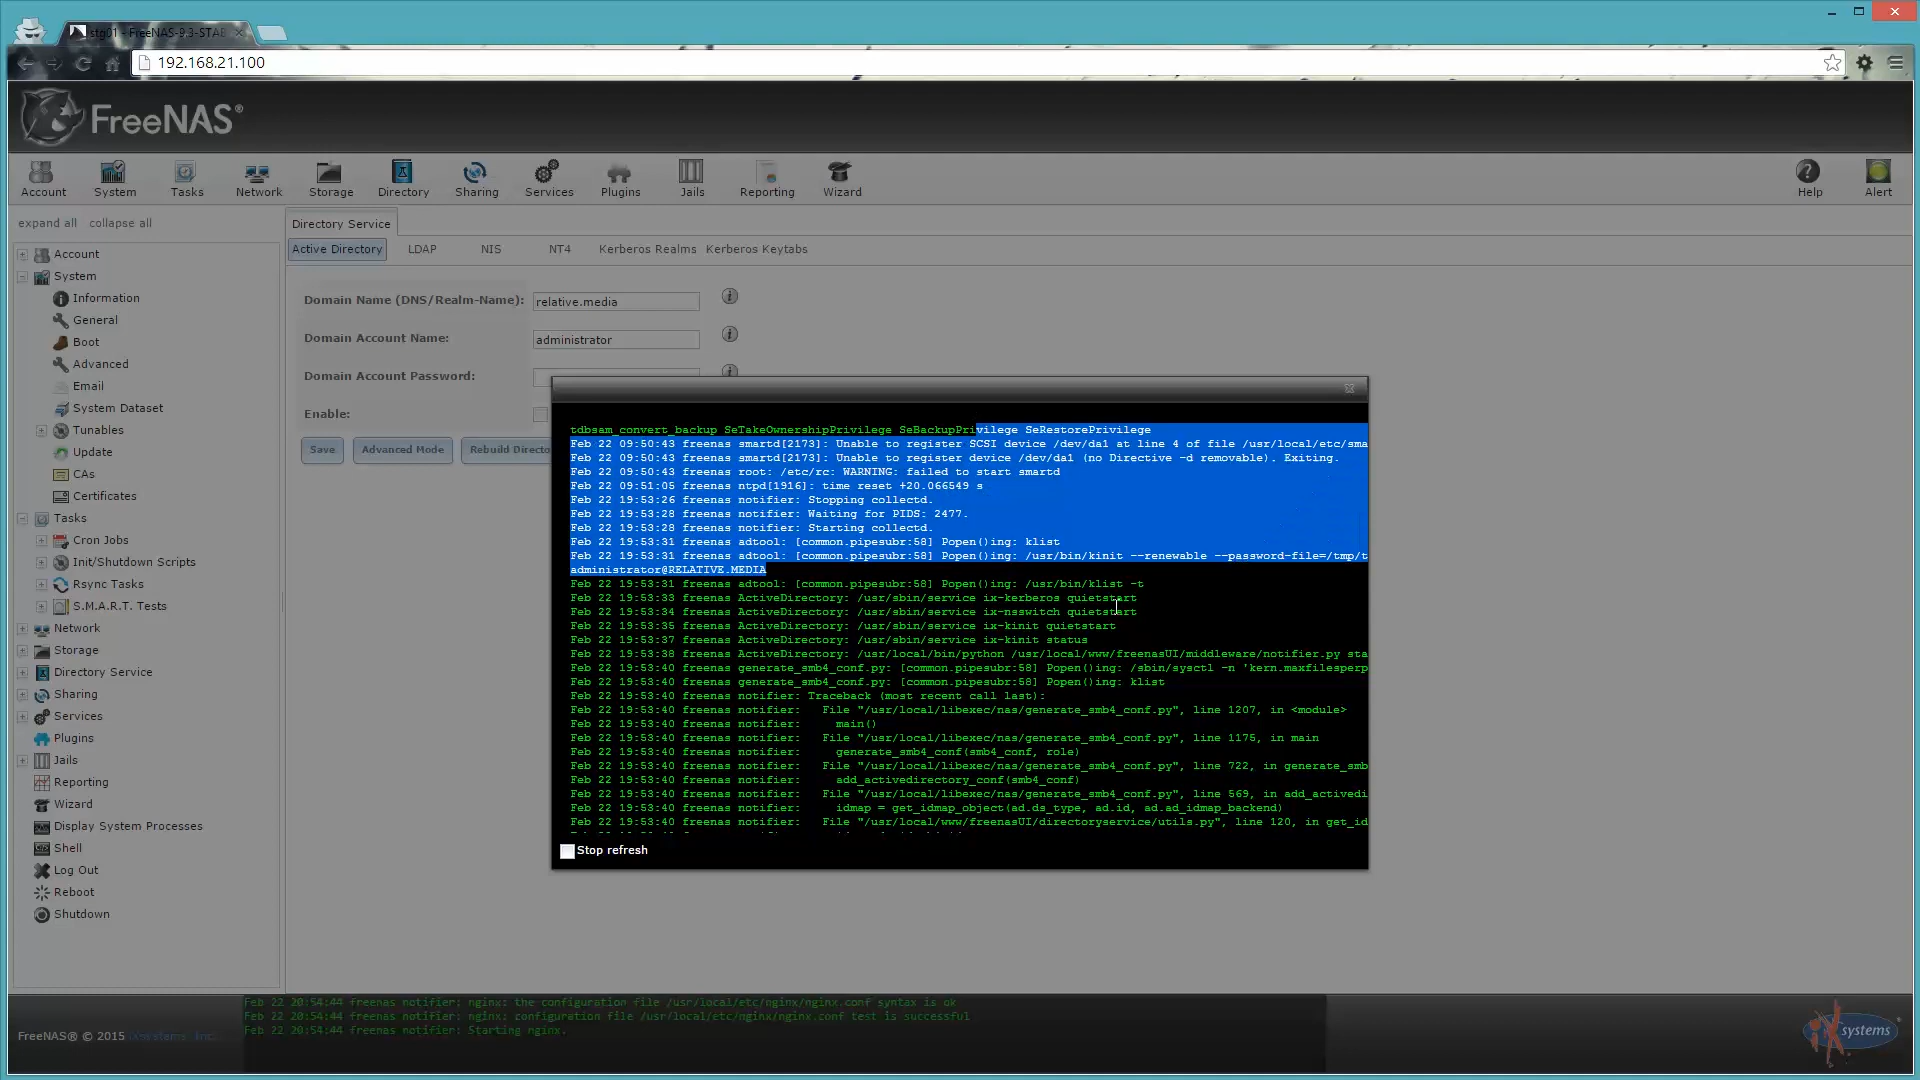 stg01 - FreeNAS-9.3-STAB
192.168.21.100
FreeNAS®
Account
System
Tasks
Network
Storage
Directory
Sharing
Services
Plugins
Jails
Reporting
Wizard
Help
Alert
expand all collapse all
Account
System
Information
General
Boot
Advanced
Email
System Dataset
Tunables
Update
CAs
Certificates
Tasks
Cron Jobs
Init/Shutdown Scripts
Rsync Tasks
S.M.A.R.T. Tests
Network
Storage
Directory Service
Sharing
Services
Plugins
Jails
Reporting
Wizard
Display System Processes
Shell
Log Out
Reboot
Shutdown
Directory Service
Active Directory LDAP NIS NT4 Kerberos Realms Kerberos Keytabs
Domain Name (DNS/Realm-Name): relative.media
Domain Account Name: administrator
Domain Account Password:
Enable:
Save Advanced Mode Rebuild Directo
tdbsam_convert_backup SeTakeOwnershipPrivilege SeBackupPrivilege SeRestorePrivilege
Feb 22 09:50:43 freenas smartd[2173]: Unable to register SCSI device /dev/da1 at line 4 of file /usr/local/etc/sma
Feb 22 09:50:43 freenas smartd[2173]: Unable to register device /dev/da1 (no Directive -d removable). Exiting.
Feb 22 09:50:43 freenas root: /etc/rc: WARNING: failed to start smartd
Feb 22 09:51:05 freenas ntpd[1916]: time reset +20.066549 s
Feb 22 19:53:26 freenas notifier: Stopping collectd.
Feb 22 19:53:28 freenas notifier: Waiting for PIDS: 2477.
Feb 22 19:53:28 freenas notifier: Starting collectd.
Feb 22 19:53:31 freenas adtool: [common.pipesubr:58] Popen()ing: klist
Feb 22 19:53:31 freenas adtool: [common.pipesubr:58] Popen()ing: /usr/bin/kinit --renewable --password-file=/tmp/t
administrator@RELATIVE.MEDIA
Feb 22 19:53:31 freenas adtool: [common.pipesubr:58] Popen()ing: /usr/bin/klist -t
Feb 22 19:53:33 freenas ActiveDirectory: /usr/sbin/service ix-kerberos quietstart
Feb 22 19:53:34 freenas ActiveDirectory: /usr/sbin/service ix-nsswitch quietstart
Feb 22 19:53:35 freenas ActiveDirectory: /usr/sbin/service ix-kinit quietstart
Feb 22 19:53:37 freenas ActiveDirectory: /usr/sbin/service ix-kinit status
Feb 22 19:53:38 freenas ActiveDirectory: /usr/local/bin/python /usr/local/www/freenasUI/middleware/notifier.py sta
Feb 22 19:53:40 freenas generate_smb4_conf.py: [common.pipesubr:58] Popen()ing: /sbin/sysctl -n 'kern.maxfilesperp
Feb 22 19:53:40 freenas generate_smb4_conf.py: [common.pipesubr:58] Popen()ing: klist
Feb 22 19:53:40 freenas notifier: Traceback (most recent call last):
Feb 22 19:53:40 freenas notifier: File "/usr/local/libexec/nas/generate_smb4_conf.py", line 1207, in <module>
Feb 22 19:53:40 freenas notifier: main()
Feb 22 19:53:40 freenas notifier: File "/usr/local/libexec/nas/generate_smb4_conf.py", line 1175, in main
Feb 22 19:53:40 freenas notifier: generate_smb4_conf(smb4_conf, role)
Feb 22 19:53:40 freenas notifier: File "/usr/local/libexec/nas/generate_smb4_conf.py", line 722, in generate_smb
Feb 22 19:53:40 freenas notifier: add_activedirectory_conf(smb4_conf)
Feb 22 19:53:40 freenas notifier: File "/usr/local/libexec/nas/generate_smb4_conf.py", line 569, in add_activedi
Feb 22 19:53:40 freenas notifier: idmap = get_idmap_object(ad.ds_type, ad.id, ad.ad_idmap_backend)
Feb 22 19:53:40 freenas notifier: File "/usr/local/www/freenasUI/directoryservice/utils.py", line 120, in get_id
Stop refresh
Feb 22 20:54:44 freenas notifier: nginx: the configuration file /usr/local/etc/nginx/nginx.conf syntax is ok
Feb 22 20:54:44 freenas notifier: nginx: configuration file /usr/local/etc/nginx/nginx.conf test is successful
Feb 22 20:54:44 freenas notifier: Starting nginx.
FreeNAS® © 2015 iXsystems, Inc.
iXsystems